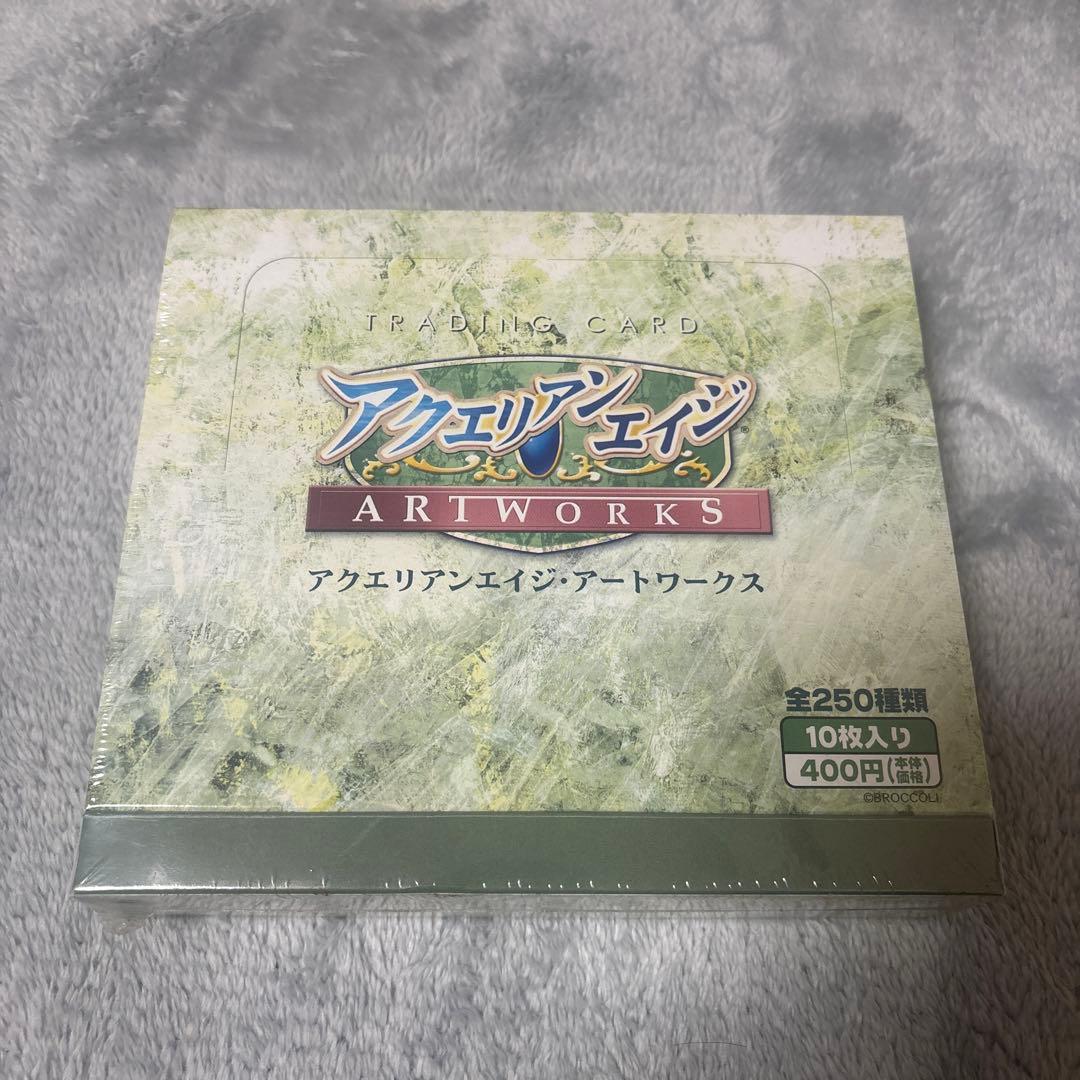 TRADING CARD
アクエリアンエイジ®
ARTWORKS
アクエリアンエイジ・アートワークス
全250種類
10枚入り
400円(本体価格)
©BROCCOLI